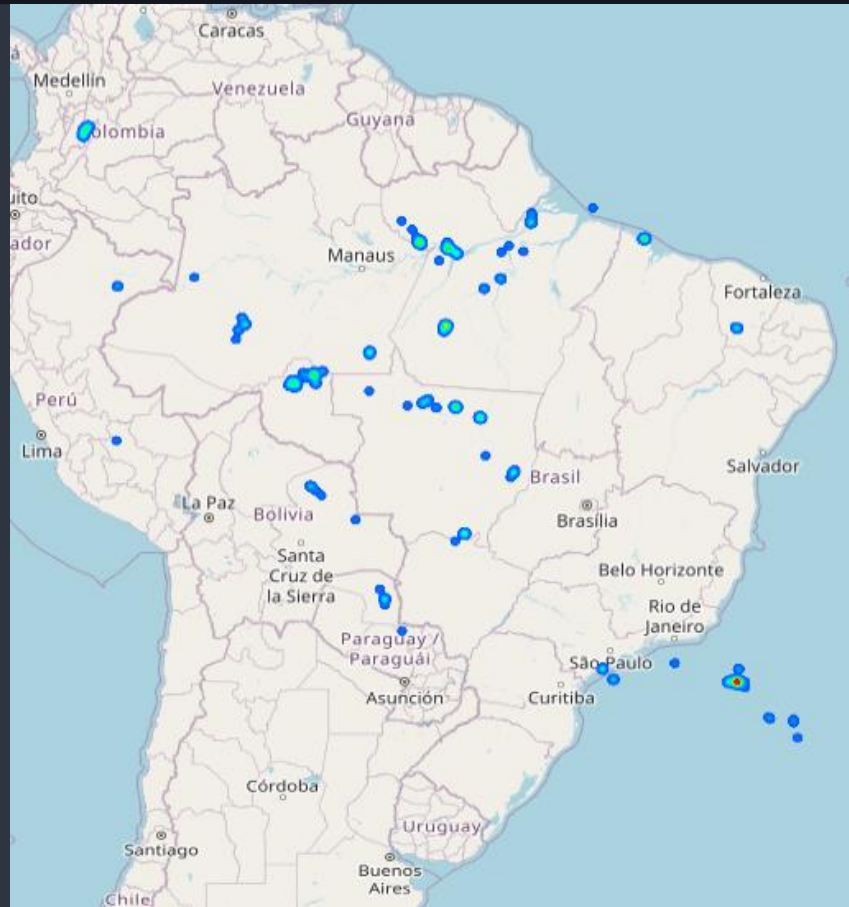 Caracas
á
Medellín
Venezuela
Guyana
olombia
uito
ador
Manaus
Fortaleza
Perú
Lima
La Paz
Bolivia
Brasil
Salvador
Brasília
Santa
Cruz de
la Sierra
Belo Horizonte
Rio de
Janeiro
Paraguay /
Paraguái
São Paulo
Asunción
Curitiba
Córdoba
Uruguay
Santiago
Buenos
Aires
Chile